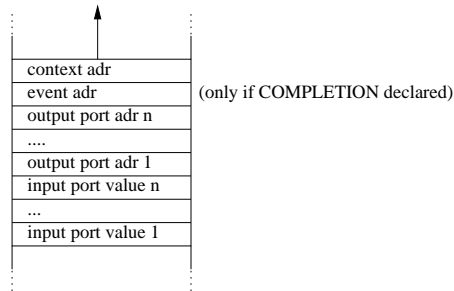 context adr
event adr (only if COMPLETION declared)
output port adr n
....
output port adr 1
input port value n
...
input port value 1